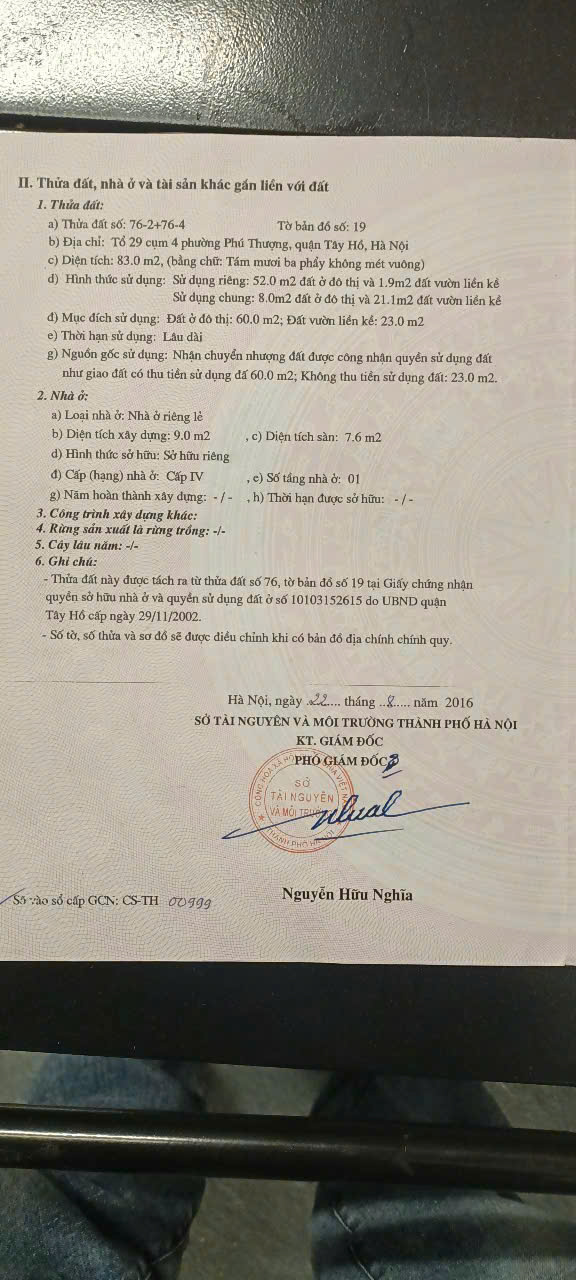 II. Thửa đất, nhà ở và tài sản khác gắn liền với đất
1. Thửa đất:
a) Thửa đất số: 76-2+76-4 Tờ bản đồ số: 19
b) Địa chỉ: Tổ 29 cụm 4 phường Phú Thượng, quận Tây Hồ, Hà Nội
c) Diện tích: 83.0 m2, (bằng chữ: Tám mươi ba phẩy không mét vuông)
d) Hình thức sử dụng: Sử dụng riêng: 52.0 m2 đất ở đô thị và 1.9m2 đất vườn liền kề
Sử dụng chung: 8.0m2 đất ở đô thị và 21.1m2 đất vườn liền kề
đ) Mục đích sử dụng: Đất ở đô thị: 60.0 m2; Đất vườn liền kề: 23.0 m2
e) Thời hạn sử dụng: Lâu dài
g) Nguồn gốc sử dụng: Nhận chuyển nhượng đất được công nhận quyền sử dụng đất
như giao đất có thu tiền sử dụng đấ 60.0 m2; Không thu tiền sử dụng đất: 23.0 m2.
2. Nhà ở:
a) Loại nhà ở: Nhà ở riêng lẻ
b) Diện tích xây dựng: 9.0 m2 , c) Diện tích sàn: 7.6 m2
d) Hình thức sở hữu: Sở hữu riêng
đ) Cấp (hạng) nhà ở: Cấp IV , e) Số tầng nhà ở: 01
g) Năm hoàn thành xây dựng: - / - , h) Thời hạn được sở hữu: - / -
3. Công trình xây dựng khác:
4. Rừng sản xuất là rừng trồng: -/-
5. Cây lâu năm: -/-
6. Ghi chú:
- Thửa đất này được tách ra từ thửa đất số 76, tờ bản đồ số 19 tại Giấy chứng nhận
quyền sở hữu nhà ở và quyền sử dụng đất ở số 10103152615 do UBND quận
Tây Hồ cấp ngày 29/11/2002.
- Số tờ, số thửa và sơ đồ sẽ được điều chỉnh khi có bản đồ địa chính chính quy.
Hà Nội, ngày .22.... tháng ..8..... năm 2016
SỞ TÀI NGUYÊN VÀ MÔI TRƯỜNG THÀNH PHỐ HÀ NỘI
KT. GIÁM ĐỐC
PHÓ GIÁM ĐỐC
SỞ
TÀI NGUYÊN
VÀ MÔI TRƯỜNG
THÀNH PHỐ HÀ NỘI
Nguyễn Hữu Nghĩa
Số vào sổ cấp GCN: CS-TH 00999